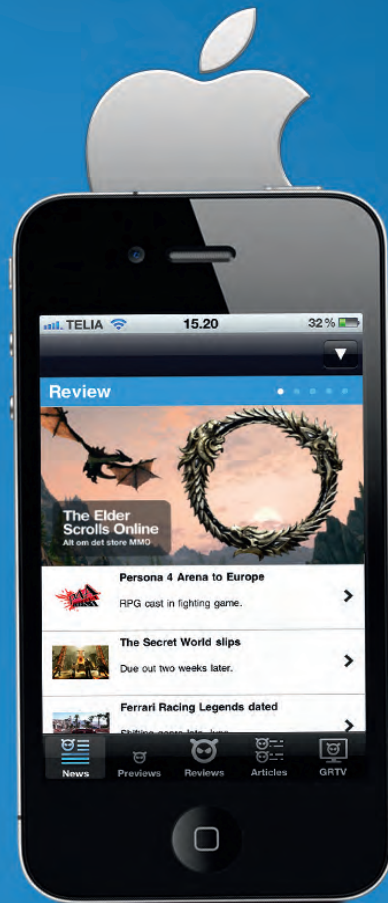 TELIA 15.20 32 %
Review
The Elder
Scrolls Online
Alt om det store MMO
Persona 4 Arena to Europe
RPG cast in fighting game.
The Secret World slips
Due out two weeks later.
Ferrari Racing Legends dated
News Previews Reviews Articles GRTV